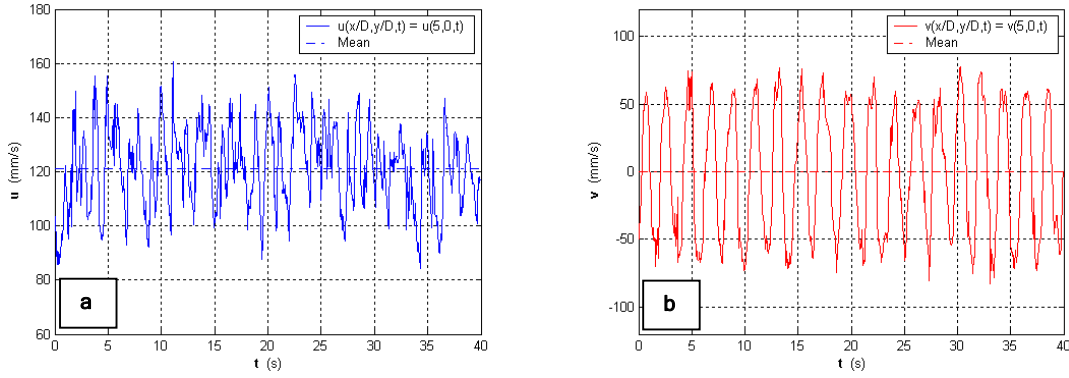 180
160
140
120
100
80
60
u (mm/s)
u(x/D,y/D,t) = u(5,0,t)
Mean
a
0 5 10 15 20 25 30 35 40
t (s)
100
50
0
-50
-100
v (mm/s)
v(x/D,y/D,t) = v(5,0,t)
Mean
b
0 5 10 15 20 25 30 35 40
t (s)